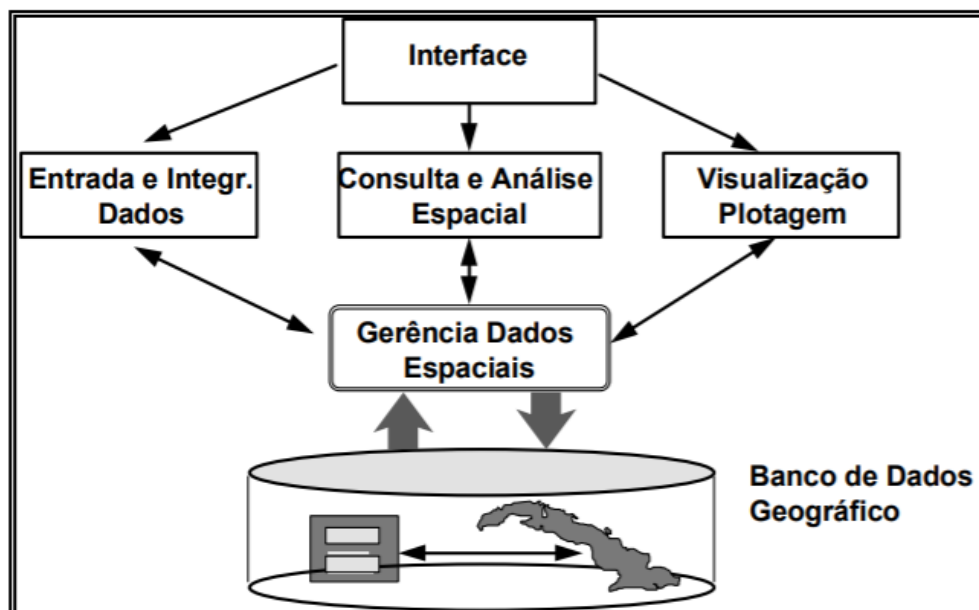 Interface
Entrada e Integr.
Dados
Consulta e Análise
Espacial
Visualização
Plotagem
Gerência Dados
Espaciais
Banco de Dados
Geográfico